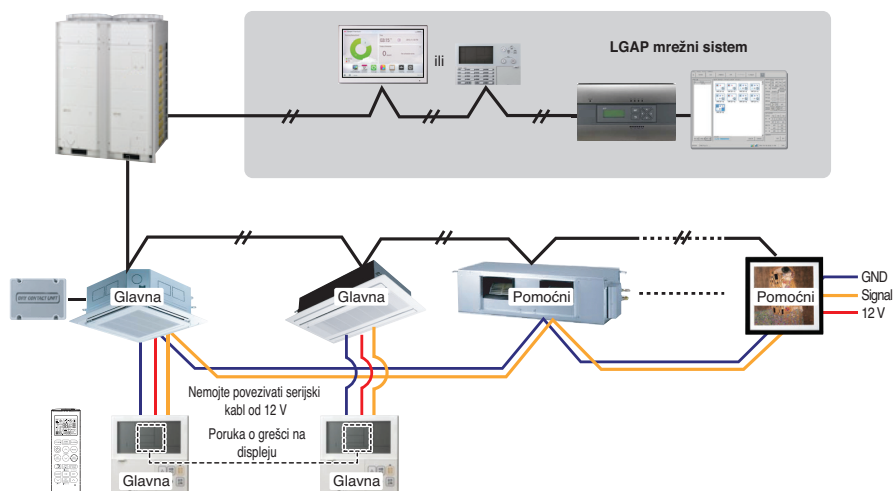 ili
LGAP mrežni sistem
Glavna
Glavna
Pomoćni
Pomoćni
GND
Signal
12 V
Nemojte povezivati serijski
kabl od 12 V
Poruka o grešci na
displeju
Glavna
Glavna